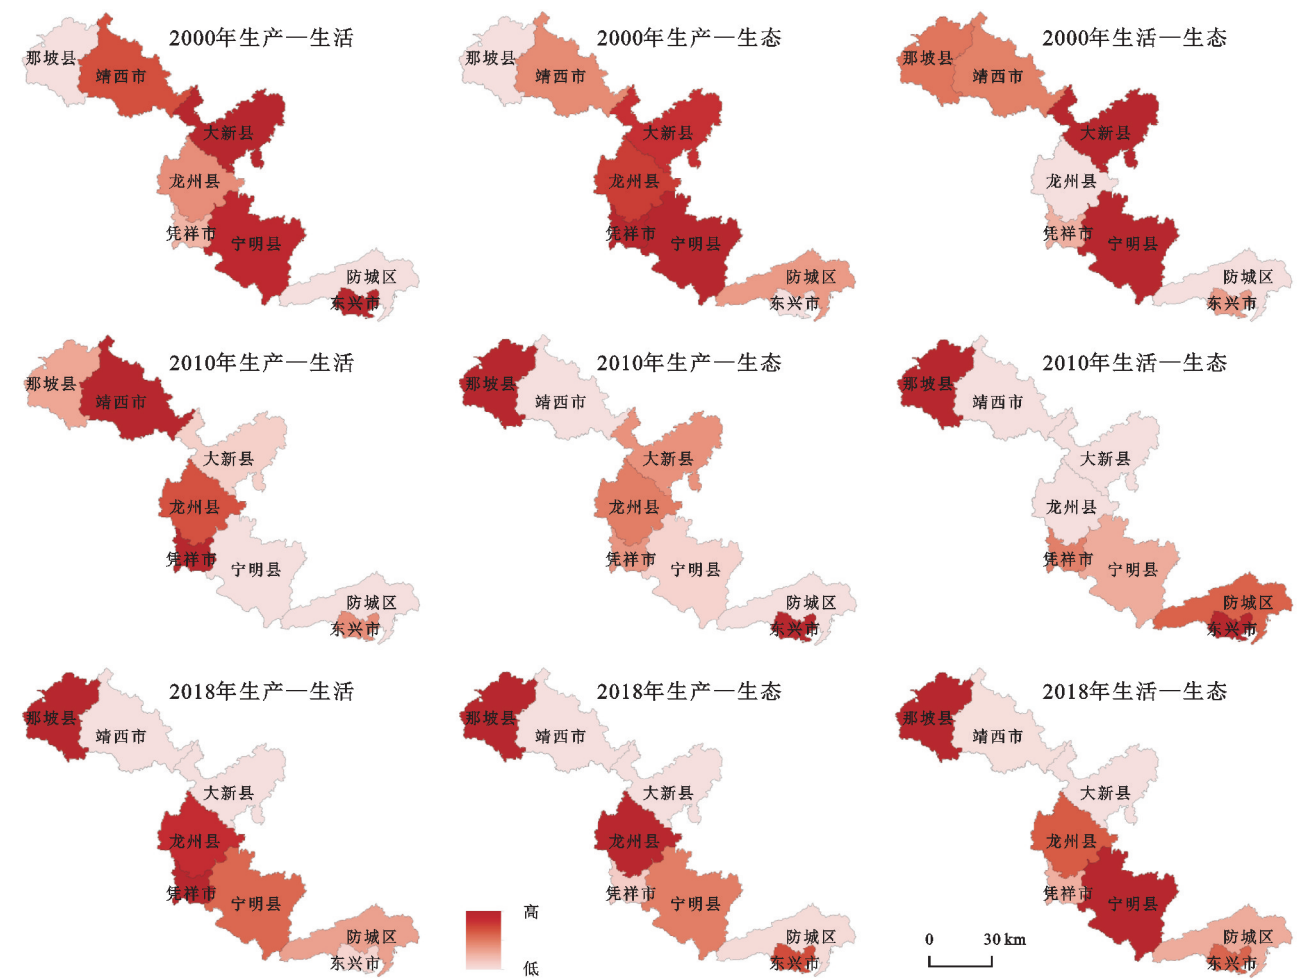 2000年生产—生活
那坡县
靖西市
大新县
龙州县
凭祥市
宁明县
防城区
东兴市
2000年生产—生态
那坡县
靖西市
大新县
龙州县
凭祥市
宁明县
防城区
东兴市
2000年生活—生态
那坡县
靖西市
大新县
龙州县
凭祥市
宁明县
防城区
东兴市
2010年生产—生活
那坡县
靖西市
大新县
龙州县
凭祥市
宁明县
防城区
东兴市
2010年生产—生态
那坡县
靖西市
大新县
龙州县
凭祥市
宁明县
防城区
东兴市
2010年生活—生态
那坡县
靖西市
大新县
龙州县
凭祥市
宁明县
防城区
东兴市
2018年生产—生活
那坡县
靖西市
大新县
龙州县
凭祥市
宁明县
防城区
东兴市
2018年生产—生态
那坡县
靖西市
大新县
龙州县
凭祥市
宁明县
防城区
东兴市
2018年生活—生态
那坡县
靖西市
大新县
龙州县
凭祥市
宁明县
防城区
东兴市
高
低
0 30 km